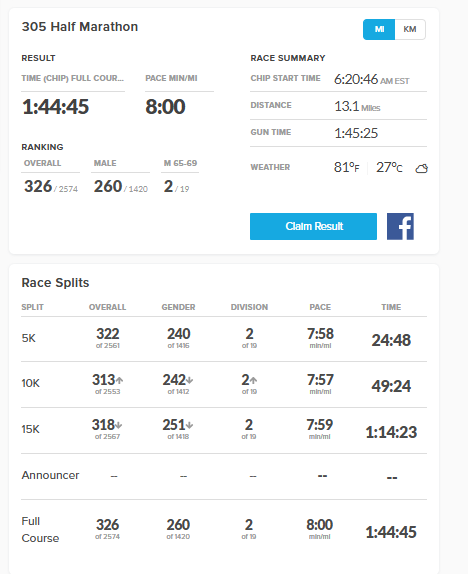 305 Half Marathon
MI KM
RESULT
TIME (CHIP) FULL COUR... PACE MIN/MI
1:44:45 8:00
RANKING
OVERALL MALE M 65-69
326 / 2574 260 / 1420 2 / 19
RACE SUMMARY
CHIP START TIME 6:20:46 AM EST
DISTANCE 13.1 Miles
GUN TIME 1:45:25
WEATHER 81°F 27°C
Claim Result f
Race Splits
SPLIT OVERALL GENDER DIVISION PACE TIME
5K 322 240 2 7:58 24:48
of 2561 of 1416 of 19 min/mi
10K 313↑ 242↓ 2↑ 7:57 49:24
of 2553 of 1412 of 19 min/mi
15K 318↓ 251↓ 2 7:59 1:14:23
of 2567 of 1418 of 19 min/mi
Announcer -- -- -- -- --
Full Course 326 260 2 8:00 1:44:45
of 2574 of 1420 of 19 min/mi